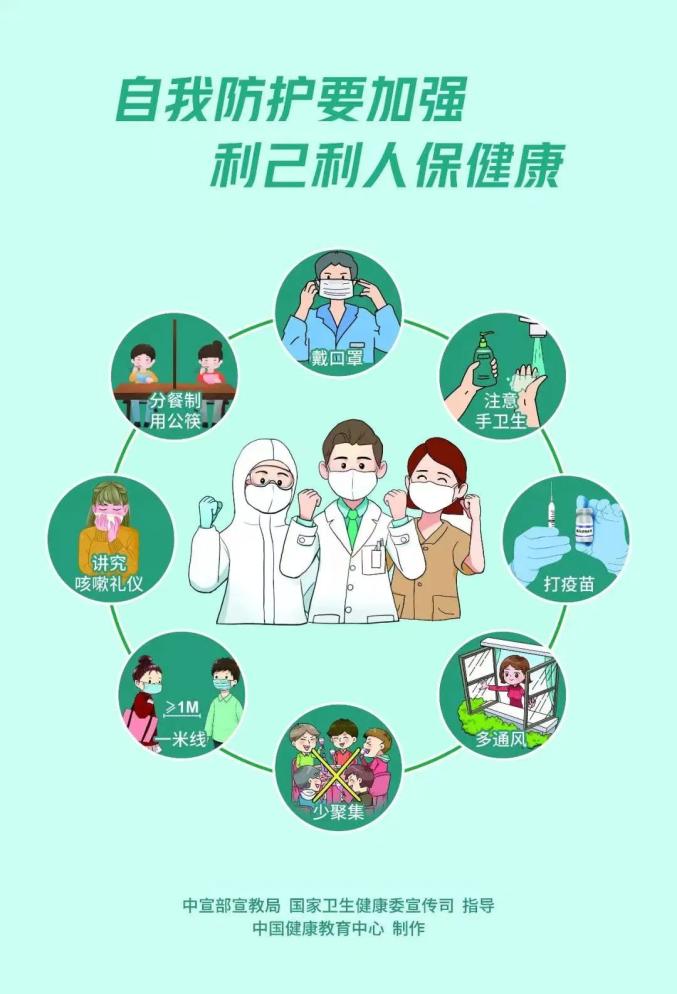 自我防护要加强
利己利人保健康
戴口罩
注意
手卫生
打疫苗
多通风
少聚集
≥1M
一米线
讲究
咳嗽礼仪
分餐制
用公筷
中宣部宣教局 国家卫生健康委宣传司 指导
中国健康教育中心 制作